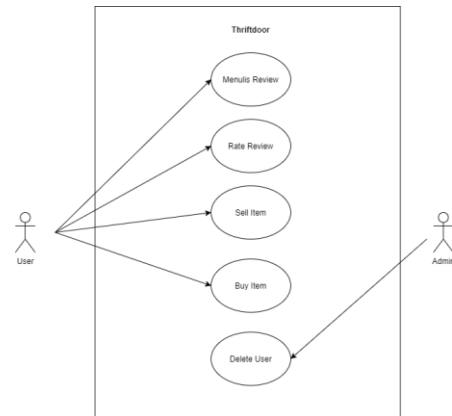 Thriftdoor
Menulis Review
Rate Review
Sell Item
User
Admin
Buy Item
Delete User